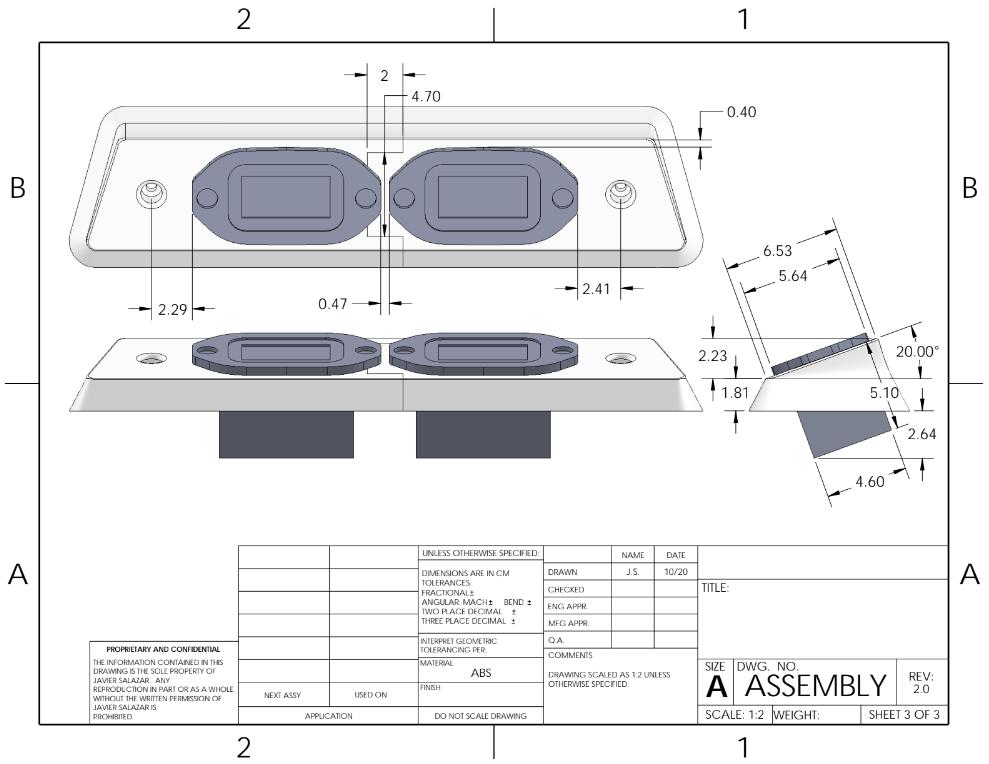 2
1
2
4.70
0.40
B
B
6.53
5.64
2.29
0.47
2.41
2.23
20.00°
1.81
5.10
2.64
4.60
A
A
UNLESS OTHERWISE SPECIFIED:
NAME
DATE
DIMENSIONS ARE IN CM
TOLERANCES:
FRACTIONAL±
ANGULAR: MACH± BEND ±
TWO PLACE DECIMAL ±
THREE PLACE DECIMAL ±
DRAWN
J.S.
10/20
CHECKED
ENG APPR.
MFG APPR.
Q.A.
TITLE:
INTERPRET GEOMETRIC
TOLERANCING PER:
COMMENTS
MATERIAL
ABS
DRAWING SCALED AS 1:2 UNLESS
OTHERWISE SPECIFIED.
PROPRIETARY AND CONFIDENTIAL
THE INFORMATION CONTAINED IN THIS
DRAWING IS THE SOLE PROPERTY OF
JAVIER SALAZAR. ANY
REPRODUCTION IN PART OR AS A WHOLE
WITHOUT THE WRITTEN PERMISSION OF
JAVIER SALAZAR IS
PROHIBITED.
NEXT ASSY
USED ON
FINISH
APPLICATION
DO NOT SCALE DRAWING
SIZE
A
DWG. NO.
ASSEMBLY
REV:
2.0
SCALE: 1:2
WEIGHT:
SHEET 3 OF 3
2
1